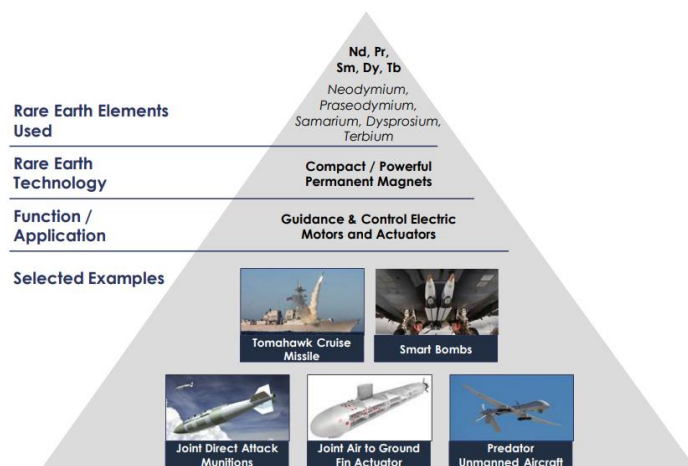 Nd, Pr,
Sm, Dy, Tb
Neodymium,
Praseodymium,
Samarium, Dysprosium,
Terbium
Rare Earth Elements
Used
Rare Earth
Technology
Compact / Powerful
Permanent Magnets
Function /
Application
Guidance & Control Electric
Motors and Actuators
Selected Examples
Tomahawk Cruise
Missile
Smart Bombs
Joint Direct Attack
Munitions
Joint Air to Ground
Fin Actuator
Predator
Unmanned Aircraft